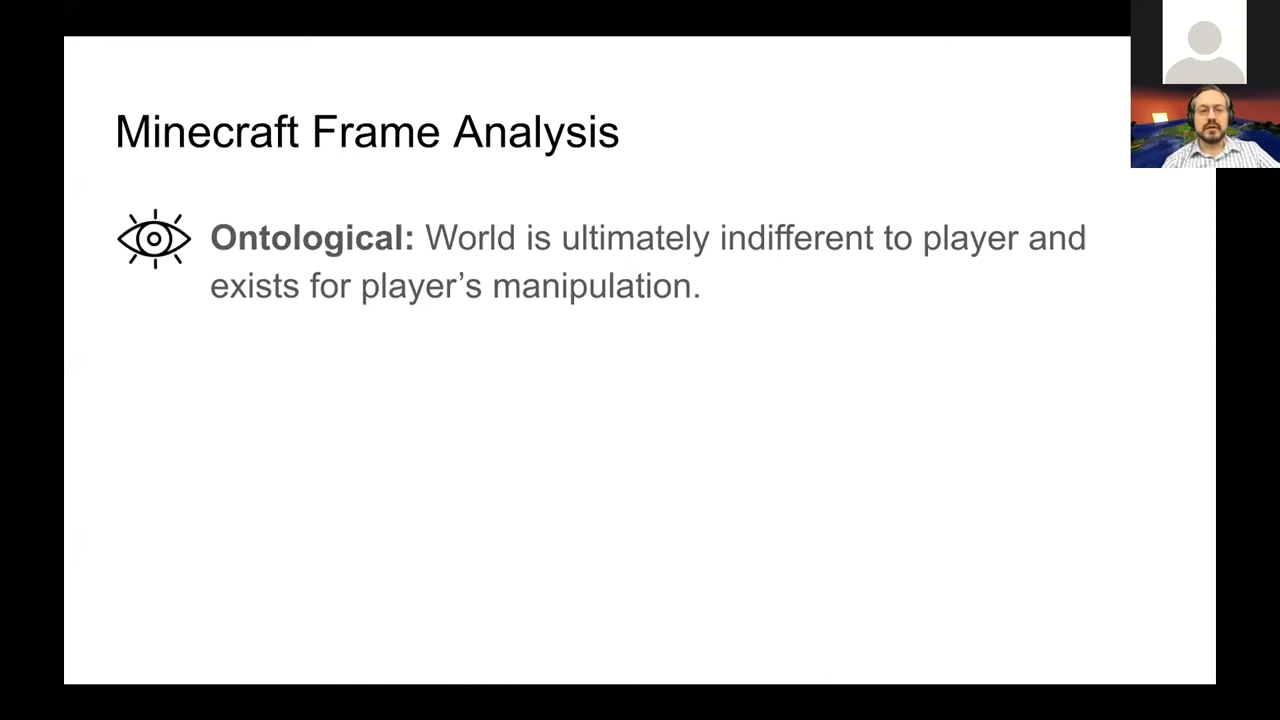 Minecraft Frame Analysis
Ontological: World is ultimately indifferent to player and
exists for player’s manipulation.